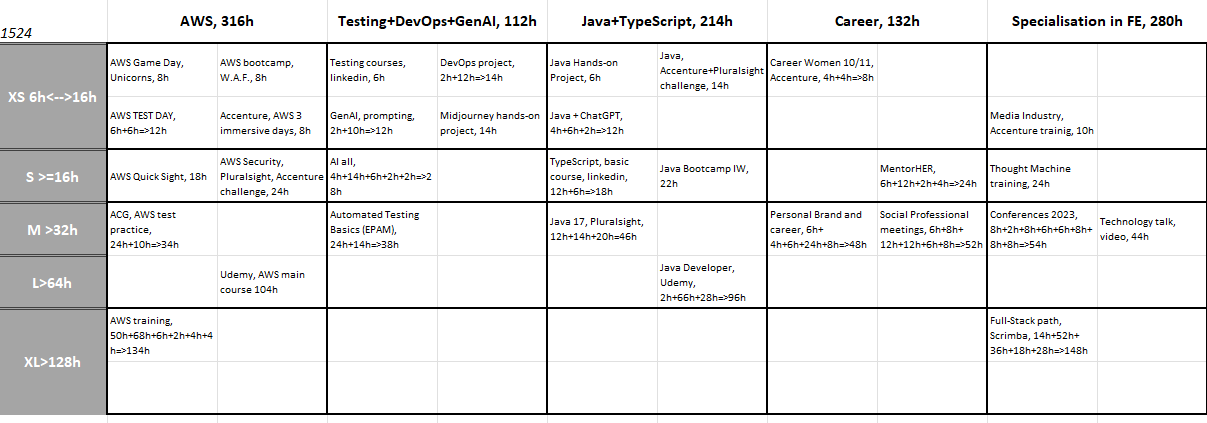 1524
AWS, 316h
Testing+DevOps+GenAI, 112h
Java+TypeScript, 214h
Career, 132h
Specialisation in FE, 280h
XS 6h<-->16h
AWS Game Day,
Unicorns, 8h
AWS bootcamp,
W.A.F., 8h
Testing courses,
linkedin, 6h
DevOps project,
2h+12h=>14h
Java Hands-on
Project, 6h
Java,
Accenture+Pluralsight
challenge, 14h
Career Women 10/11,
Accenture, 4h+4h=>8h
AWS TEST DAY,
6h+6h=>12h
Accenture, AWS 3
immersive days, 8h
GenAI, prompting,
2h+10h=>12h
Midjourney hands-on
project, 14h
Java + ChatGPT,
4h+6h+2h=>12h
Media Industry,
Accenture trainig, 10h
S >=16h
AWS Quick Sight, 18h
AWS Security,
Pluralsight, Accenture
challenge, 24h
AI all,
4h+14h+6h+2h+2h=>2
8h
TypeScript, basic
course, linkedin,
12h+6h=>18h
Java Bootcamp IW,
22h
MentorHER,
6h+12h+2h+4h=>24h
Thought Machine
training, 24h
M >32h
ACG, AWS test
practice,
24h+10h=>34h
Automated Testing
Basics (EPAM),
24h+14h=>38h
Java 17, Pluralsight,
12h+14h+20h=46h
Personal Brand and
career, 6h+
4h+6h+24h+8h=>48h
Social Professional
meetings, 6h+8h+
12h+12h+6h+8h=>52h
Conferences 2023,
8h+2h+8h+6h+6h+8h+
8h+8h=>54h
Technology talk,
video, 44h
L>64h
Udemy, AWS main
course 104h
Java Developer,
Udemy,
2h+66h+28h=>96h
XL>128h
AWS training,
50h+68h+6h+2h+4h+4
h=>134h
Full-Stack path,
Scrimba, 14h+52h+
36h+18h+28h=>148h